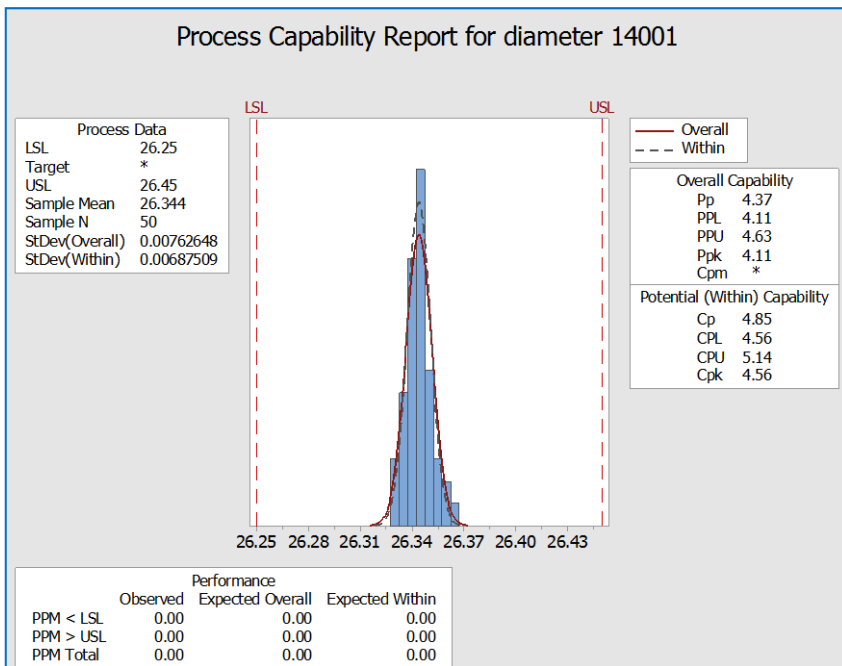 Process Capability Report for diameter 14001
LSL USL
Process Data
LSL 26.25
Target *
USL 26.45
Sample Mean 26.344
Sample N 50
StDev(Overall) 0.00762648
StDev(Within) 0.00687509
Overall
Within
Overall Capability
Pp 4.37
PPL 4.11
PPU 4.63
Ppk 4.11
Cpm *
Potential (Within) Capability
Cp 4.85
CPL 4.56
CPU 5.14
Cpk 4.56
26.25 26.28 26.31 26.34 26.37 26.40 26.43
Performance
Observed Expected Overall Expected Within
PPM < LSL 0.00 0.00 0.00
PPM > USL 0.00 0.00 0.00
PPM Total 0.00 0.00 0.00